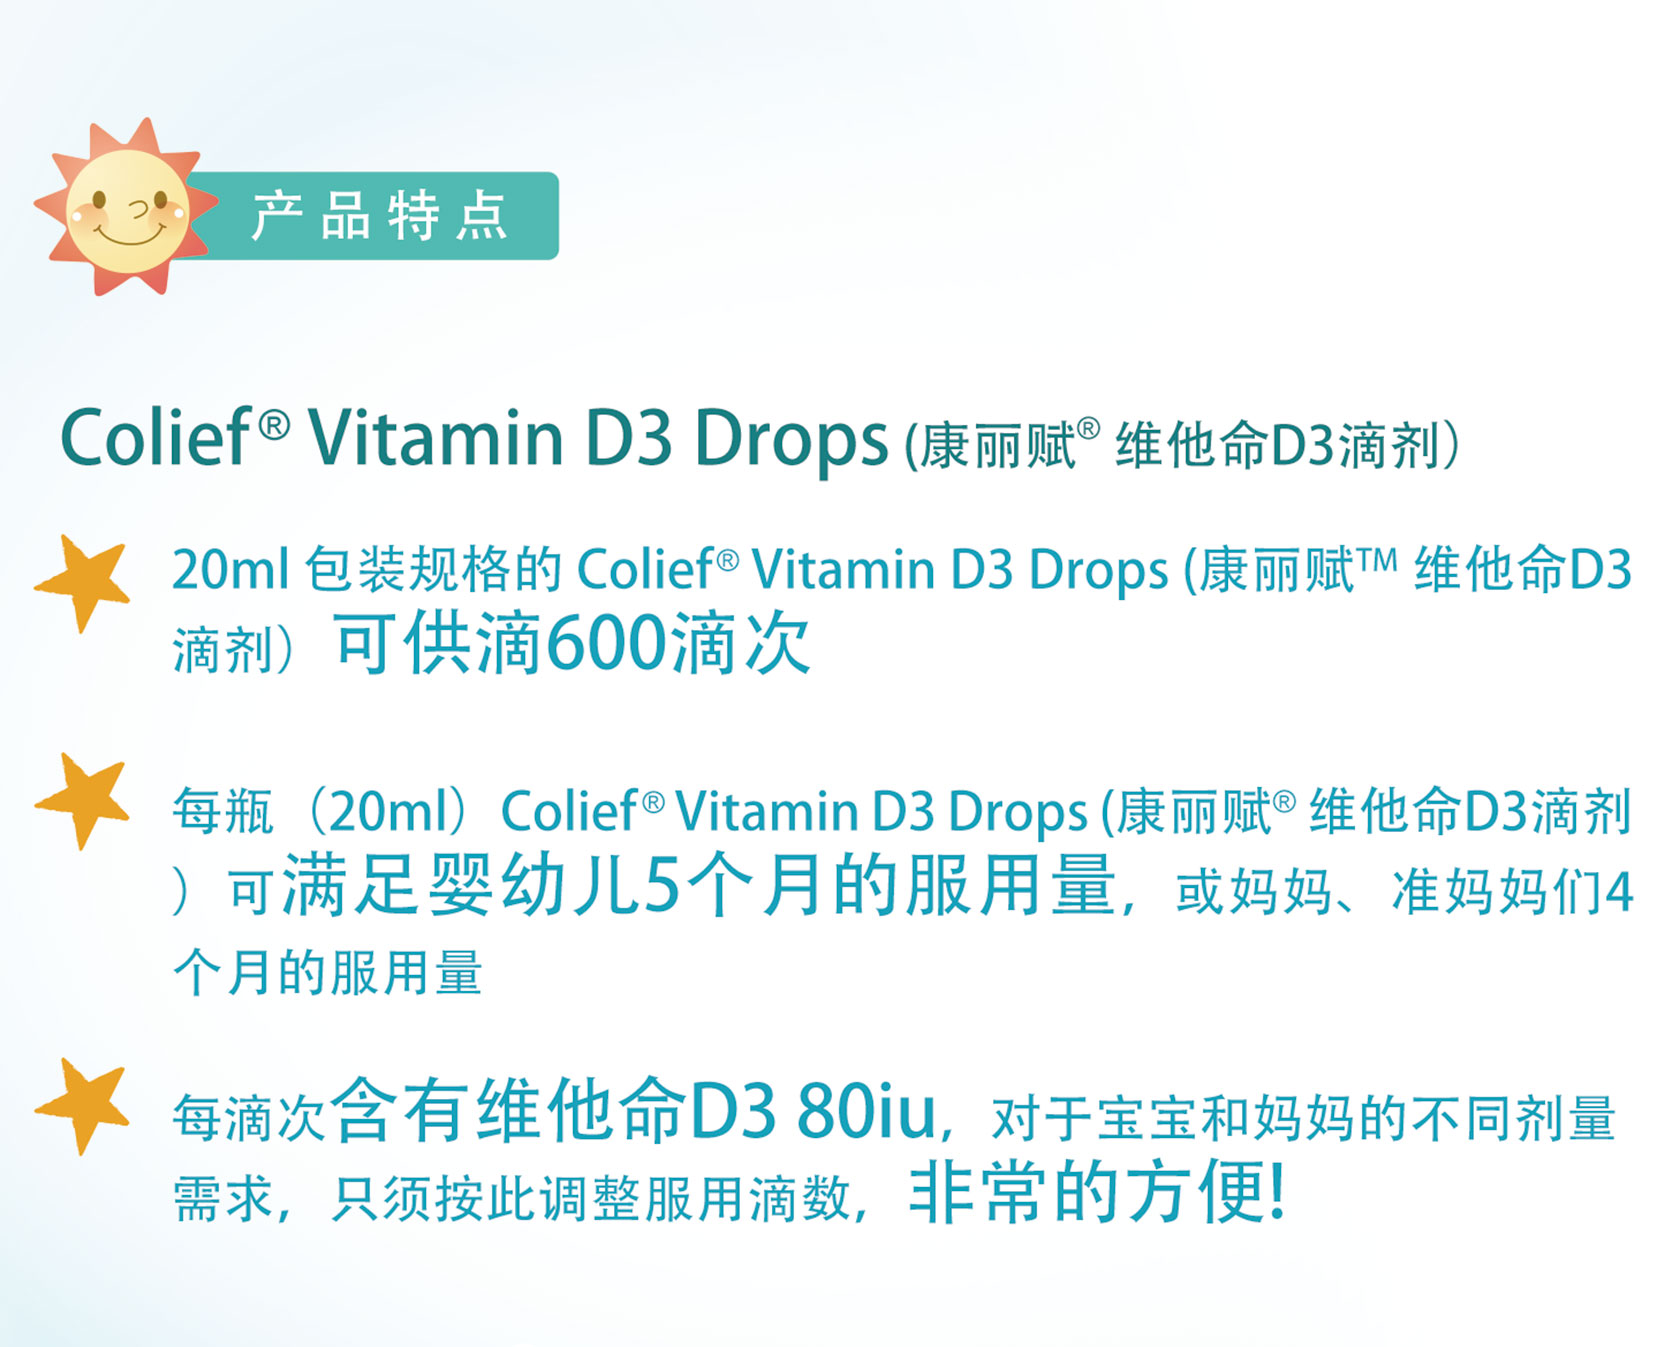 产品特点
Colief® Vitamin D3 Drops (康丽赋® 维他命D3滴剂）
20ml 包装规格的 Colief® Vitamin D3 Drops (康丽赋™ 维他命D3
滴剂）可供滴600滴次
每瓶（20ml）Colief® Vitamin D3 Drops (康丽赋® 维他命D3滴剂
）可满足婴幼儿5个月的服用量，或妈妈、准妈妈们4
个月的服用量
每滴次含有维他命D3 80iu，对于宝宝和妈妈的不同剂量
需求，只须按此调整服用滴数，非常的方便!